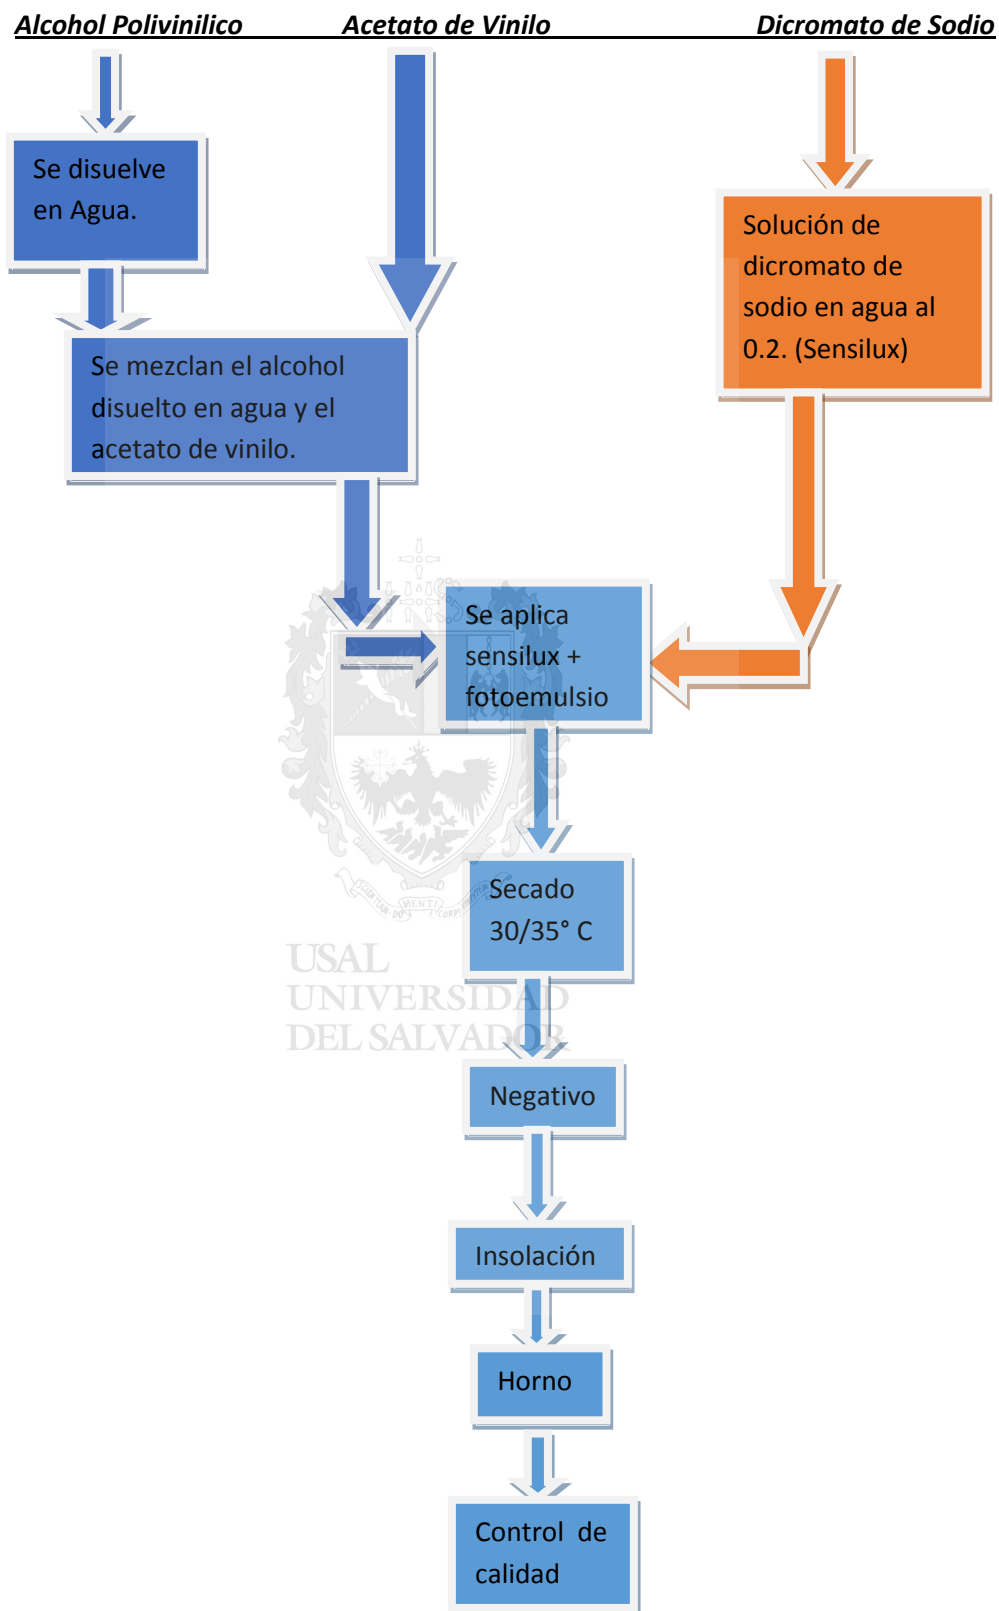 Alcohol Polivinilico Acetato de Vinilo Dicromato de Sodio
Se disuelve
en Agua.
Solución de
dicromato de
sodio en agua al
0.2. (Sensilux)
Se mezclan el alcohol
disuelto en agua y el
acetato de vinilo.
Se aplica
sensilux +
fotoemulsio
Secado
30/35° C
USAL
UNIVERSIDAD
DEL SALVADOR
Negativo
Insolación
Horno
Control de
calidad